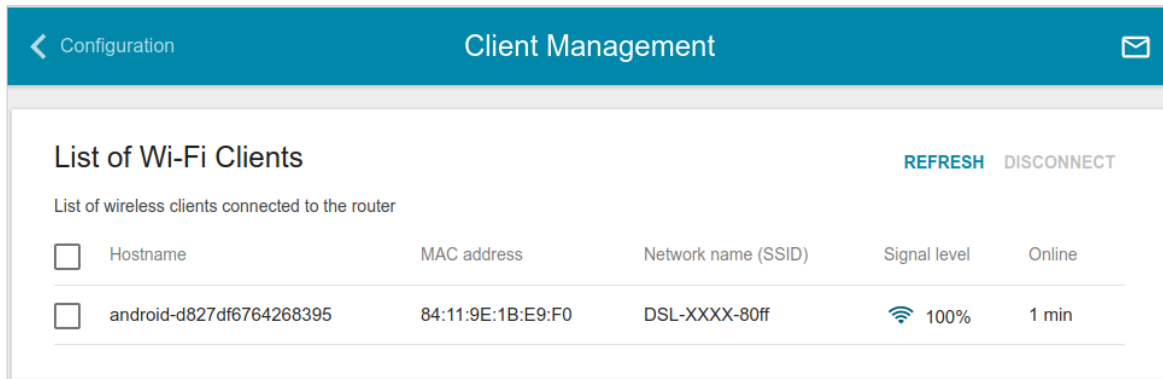 Configuration Client Management
List of Wi-Fi Clients REFRESH DISCONNECT
List of wireless clients connected to the router
Hostname MAC address Network name (SSID) Signal level Online
android-d827df6764268395 84:11:9E:1B:E9:F0 DSL-XXXX-80ff 100% 1 min